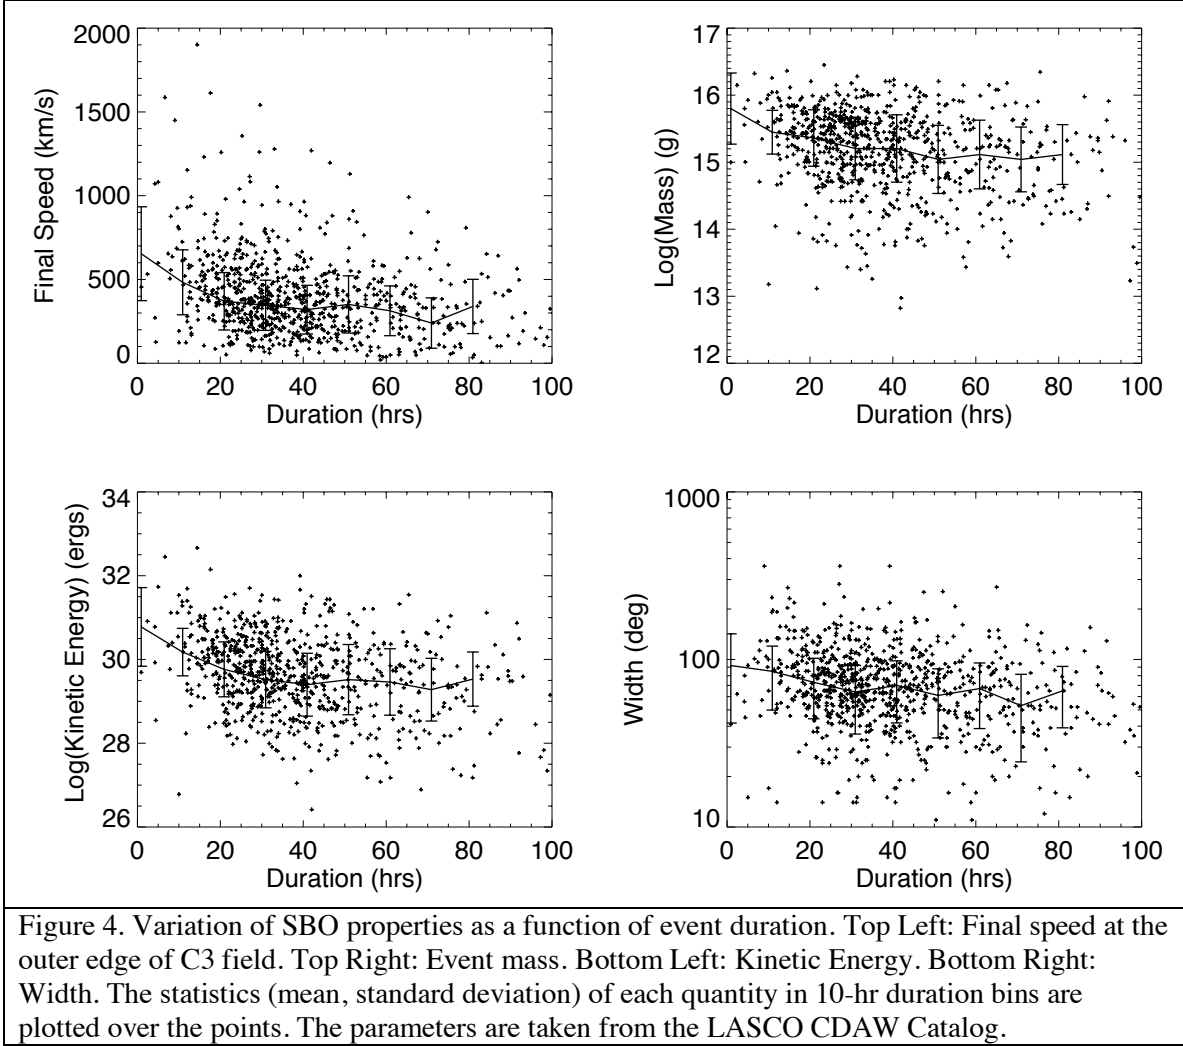 2000
1500
1000
500
0
Final Speed (km/s)
0 20 40 60 80 100
Duration (hrs)
17
16
15
14
13
12
Log(Mass) (g)
0 20 40 60 80 100
Duration (hrs)
34
32
30
28
26
Log(Kinetic Energy) (ergs)
0 20 40 60 80 100
Duration (hrs)
1000
100
10
Width (deg)
0 20 40 60 80 100
Duration (hrs)
Figure 4. Variation of SBO properties as a function of event duration. Top Left: Final speed at the
outer edge of C3 field. Top Right: Event mass. Bottom Left: Kinetic Energy. Bottom Right:
Width. The statistics (mean, standard deviation) of each quantity in 10-hr duration bins are
plotted over the points. The parameters are taken from the LASCO CDAW Catalog.